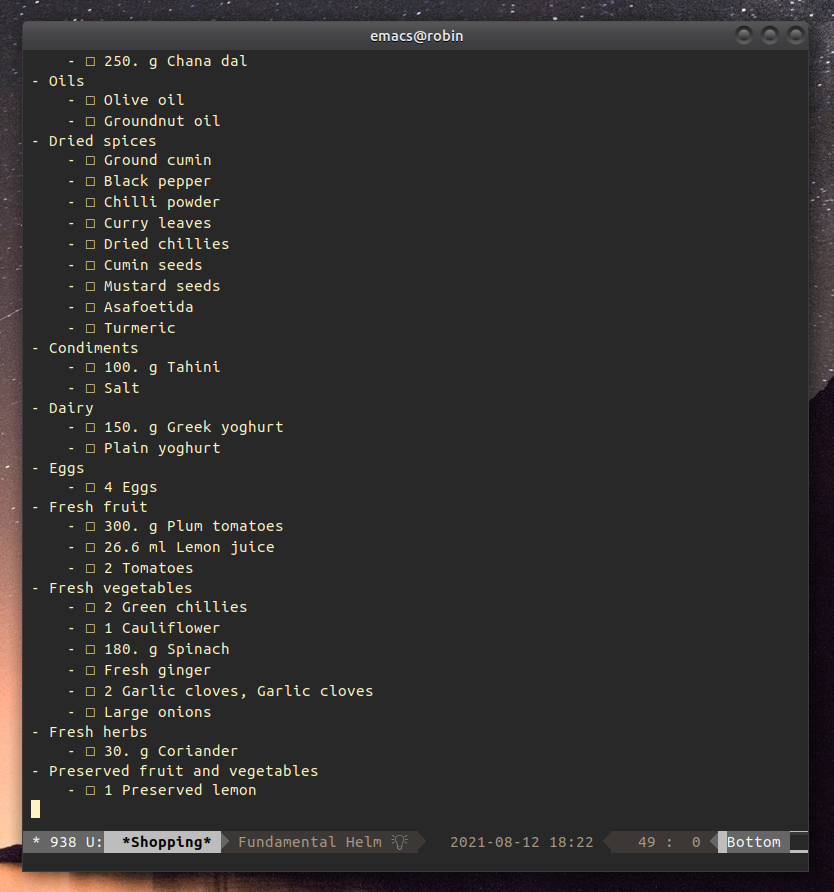 emacs@robin
- □ 250. g Chana dal
- Oils
- □ Olive oil
- □ Groundnut oil
- Dried spices
- □ Ground cumin
- □ Black pepper
- □ Chilli powder
- □ Curry leaves
- □ Dried chillies
- □ Cumin seeds
- □ Mustard seeds
- □ Asafoetida
- □ Turmeric
- Condiments
- □ 100. g Tahini
- □ Salt
- Dairy
- □ 150. g Greek yoghurt
- □ Plain yoghurt
- Eggs
- □ 4 Eggs
- Fresh fruit
- □ 300. g Plum tomatoes
- □ 26.6 ml Lemon juice
- □ 2 Tomatoes
- Fresh vegetables
- □ 2 Green chillies
- □ 1 Cauliflower
- □ 180. g Spinach
- □ Fresh ginger
- □ 2 Garlic cloves, Garlic cloves
- □ Large onions
- Fresh herbs
- □ 30. g Coriander
- Preserved fruit and vegetables
- □ 1 Preserved lemon
* 938 U: *Shopping* Fundamental Helm 2021-08-12 18:22 49 : 0 Bottom